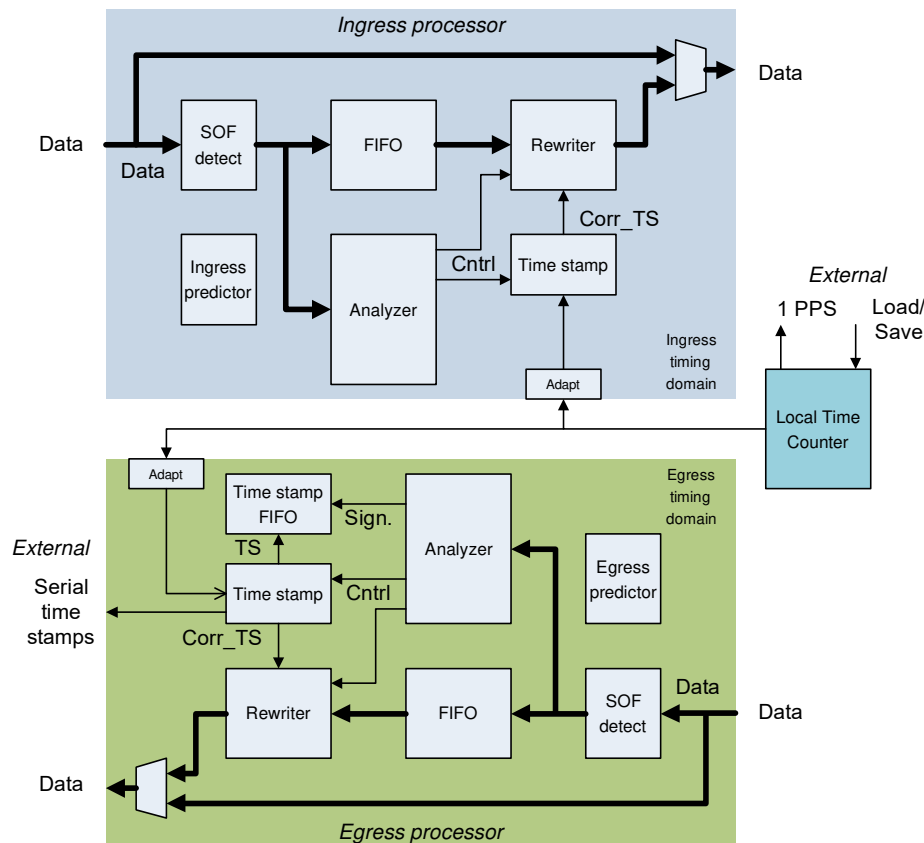 Ingress processor
Data
Data
Data
SOF
detect
FIFO
Rewriter
Corr_TS
Ingress
predictor
Analyzer
Cntrl
Time stamp
External
1 PPS
Load/
Save
Ingress
timing
domain
Adapt
Local Time
Counter
Adapt
Time stamp
FIFO
Sign.
Analyzer
Egress
timing
domain
TS
External
Serial
time
stamps
Time stamp
Cntrl
Egress
predictor
Corr_TS
Rewriter
FIFO
SOF
detect
Data
Data
Data
Egress processor